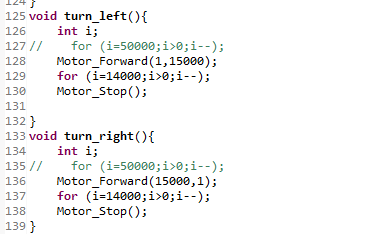 124 }
125 void turn_left(){
126     int i;
127 //    for (i=50000;i>0;i--);
128     Motor_Forward(1,15000);
129     for (i=14000;i>0;i--);
130     Motor_Stop();
131
132 }
133 void turn_right(){
134     int i;
135 //    for (i=50000;i>0;i--);
136     Motor_Forward(15000,1);
137     for (i=14000;i>0;i--);
138     Motor_Stop();
139 }